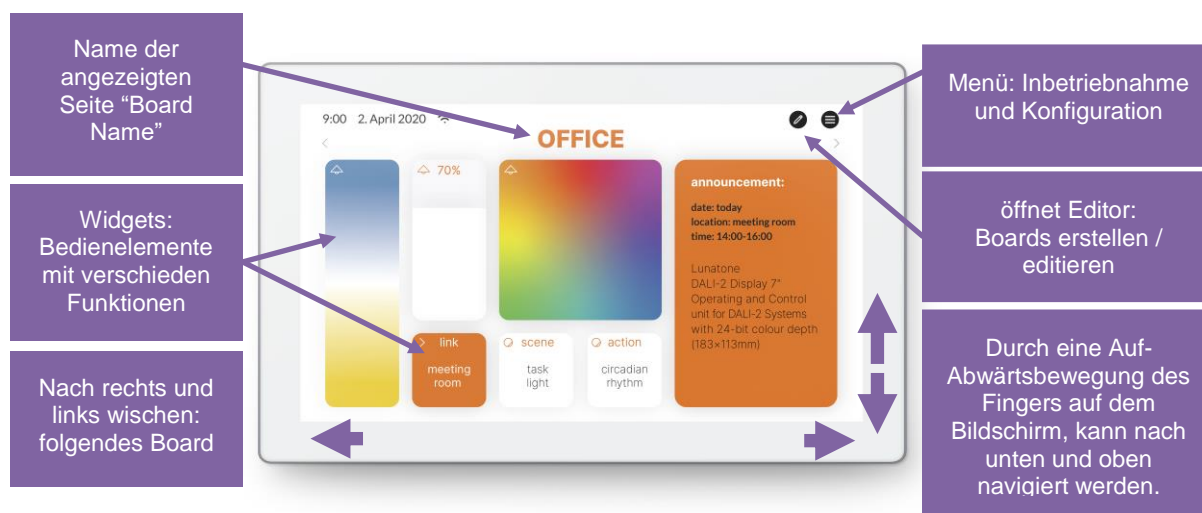 Name der
angezeigten
Seite “Board
Name”
Widgets:
Bedienelemente
mit verschieden
Funktionen
Nach rechts und
links wischen:
folgendes Board
9:00 2. April 2020
OFFICE
70%
link
meeting
room
scene
task
light
action
circadian
rhythm
announcement:
date: today
location: meeting room
time: 14:00-16:00
Lunatone
DALI-2 Display 7"
Operating and Control
unit for DALI-2 Systems
with 24-bit colour depth
(183×113mm)
Menü: Inbetriebnahme
und Konfiguration
öffnet Editor:
Boards erstellen /
editieren
Durch eine Auf-
Abwärtsbewegung des
Fingers auf dem
Bildschirm, kann nach
unten und oben
navigiert werden.